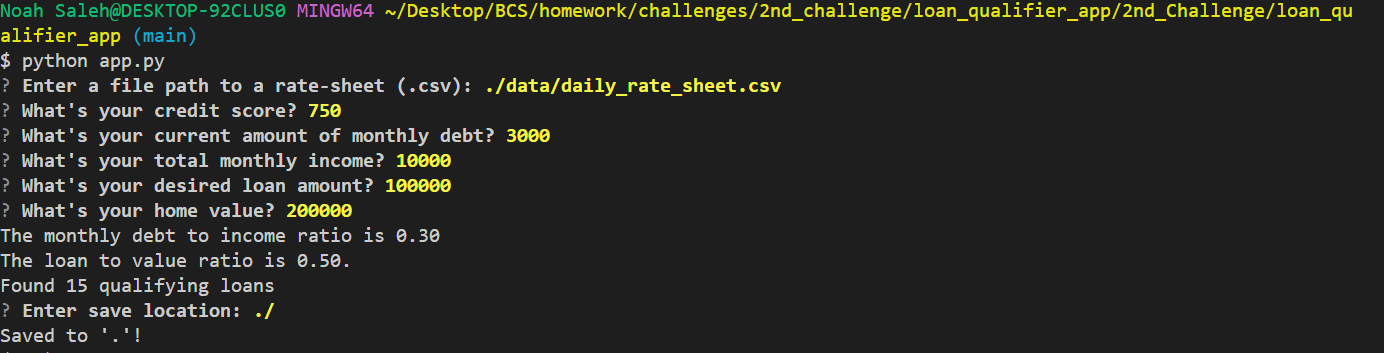 Noah Saleh@DESKTOP-92CLUS0 MINGW64 ~/Desktop/BCS/homework/challenges/2nd_challenge/loan_qualifier_app/2nd_Challenge/loan_qu
alifier_app (main)
$ python app.py
? Enter a file path to a rate-sheet (.csv): ./data/daily_rate_sheet.csv
? What's your credit score? 750
? What's your current amount of monthly debt? 3000
? What's your total monthly income? 10000
? What's your desired loan amount? 100000
? What's your home value? 200000
The monthly debt to income ratio is 0.30
The loan to value ratio is 0.50.
Found 15 qualifying loans
? Enter save location: ./
Saved to '.'!